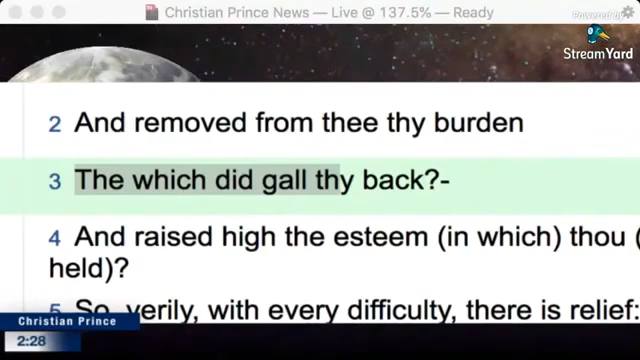 Christian Prince News — Live @ 137.5% — Ready
Powered by
StreamYard
2 And removed from thee thy burden
3 The which did gall thy back?-
4 And raised high the esteem (in which) thou (
held)?
5 So, verily, with every difficulty, there is relief:
Christian Prince
2:28